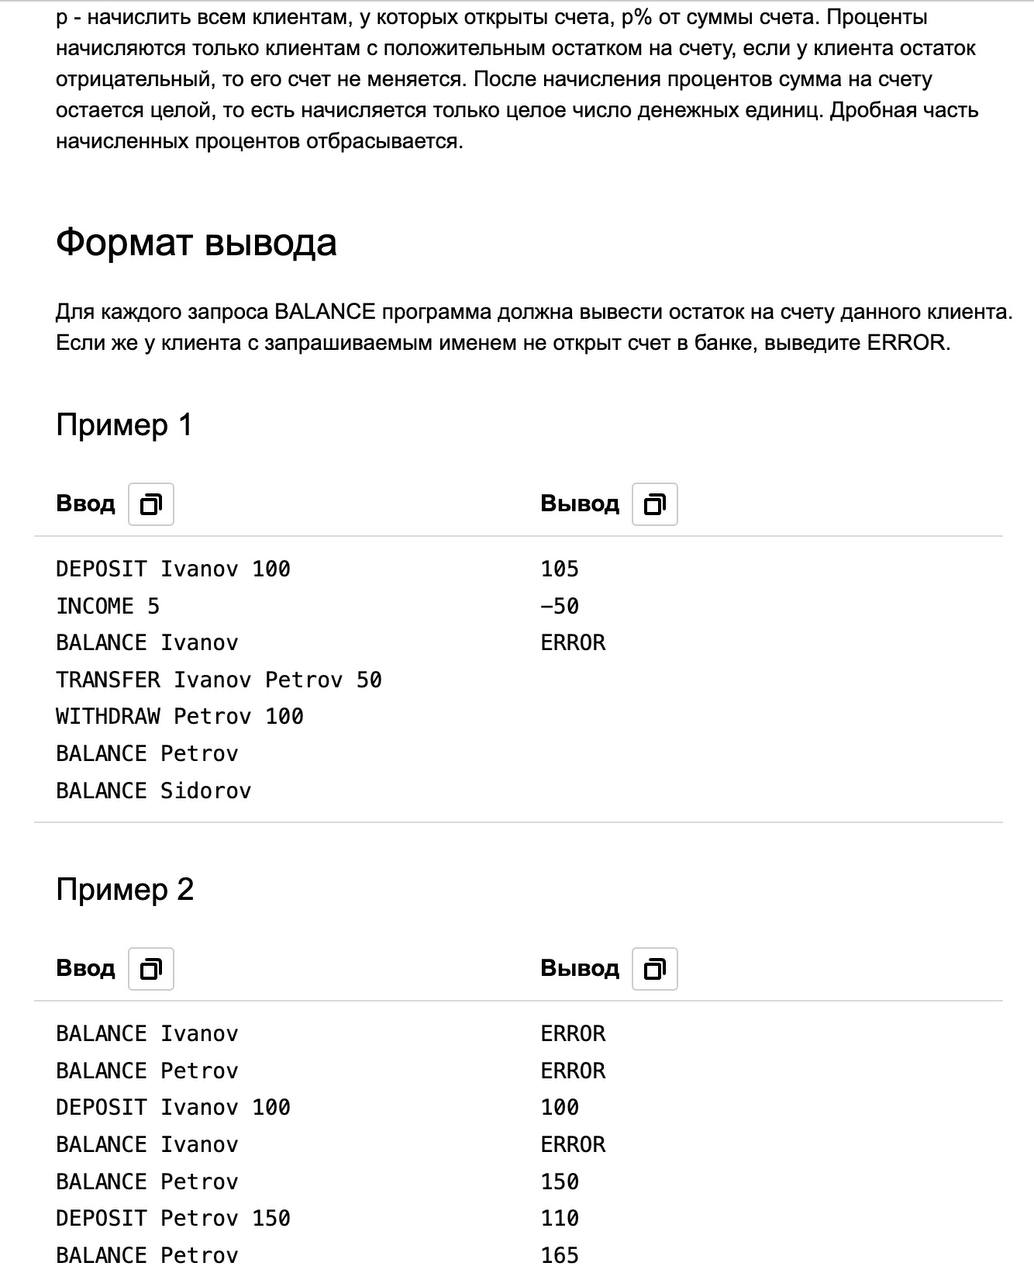 p - начислить всем клиентам, у которых открыты счета, p% от суммы счета. Проценты
начисляются только клиентам с положительным остатком на счету, если у клиента остаток
отрицательный, то его счет не меняется. После начисления процентов сумма на счету
остается целой, то есть начисляется только целое число денежных единиц. Дробная часть
начисленных процентов отбрасывается.
Формат вывода
Для каждого запроса BALANCE программа должна вывести остаток на счету данного клиента.
Если же у клиента с запрашиваемым именем не открыт счет в банке, выведите ERROR.
Пример 1
Ввод Вывод
DEPOSIT Ivanov 100 105
INCOME 5 -50
BALANCE Ivanov ERROR
TRANSFER Ivanov Petrov 50
WITHDRAW Petrov 100
BALANCE Petrov
BALANCE Sidorov
Пример 2
Ввод Вывод
BALANCE Ivanov ERROR
BALANCE Petrov ERROR
DEPOSIT Ivanov 100 100
BALANCE Ivanov ERROR
BALANCE Petrov 150
DEPOSIT Petrov 150 110
BALANCE Petrov 165